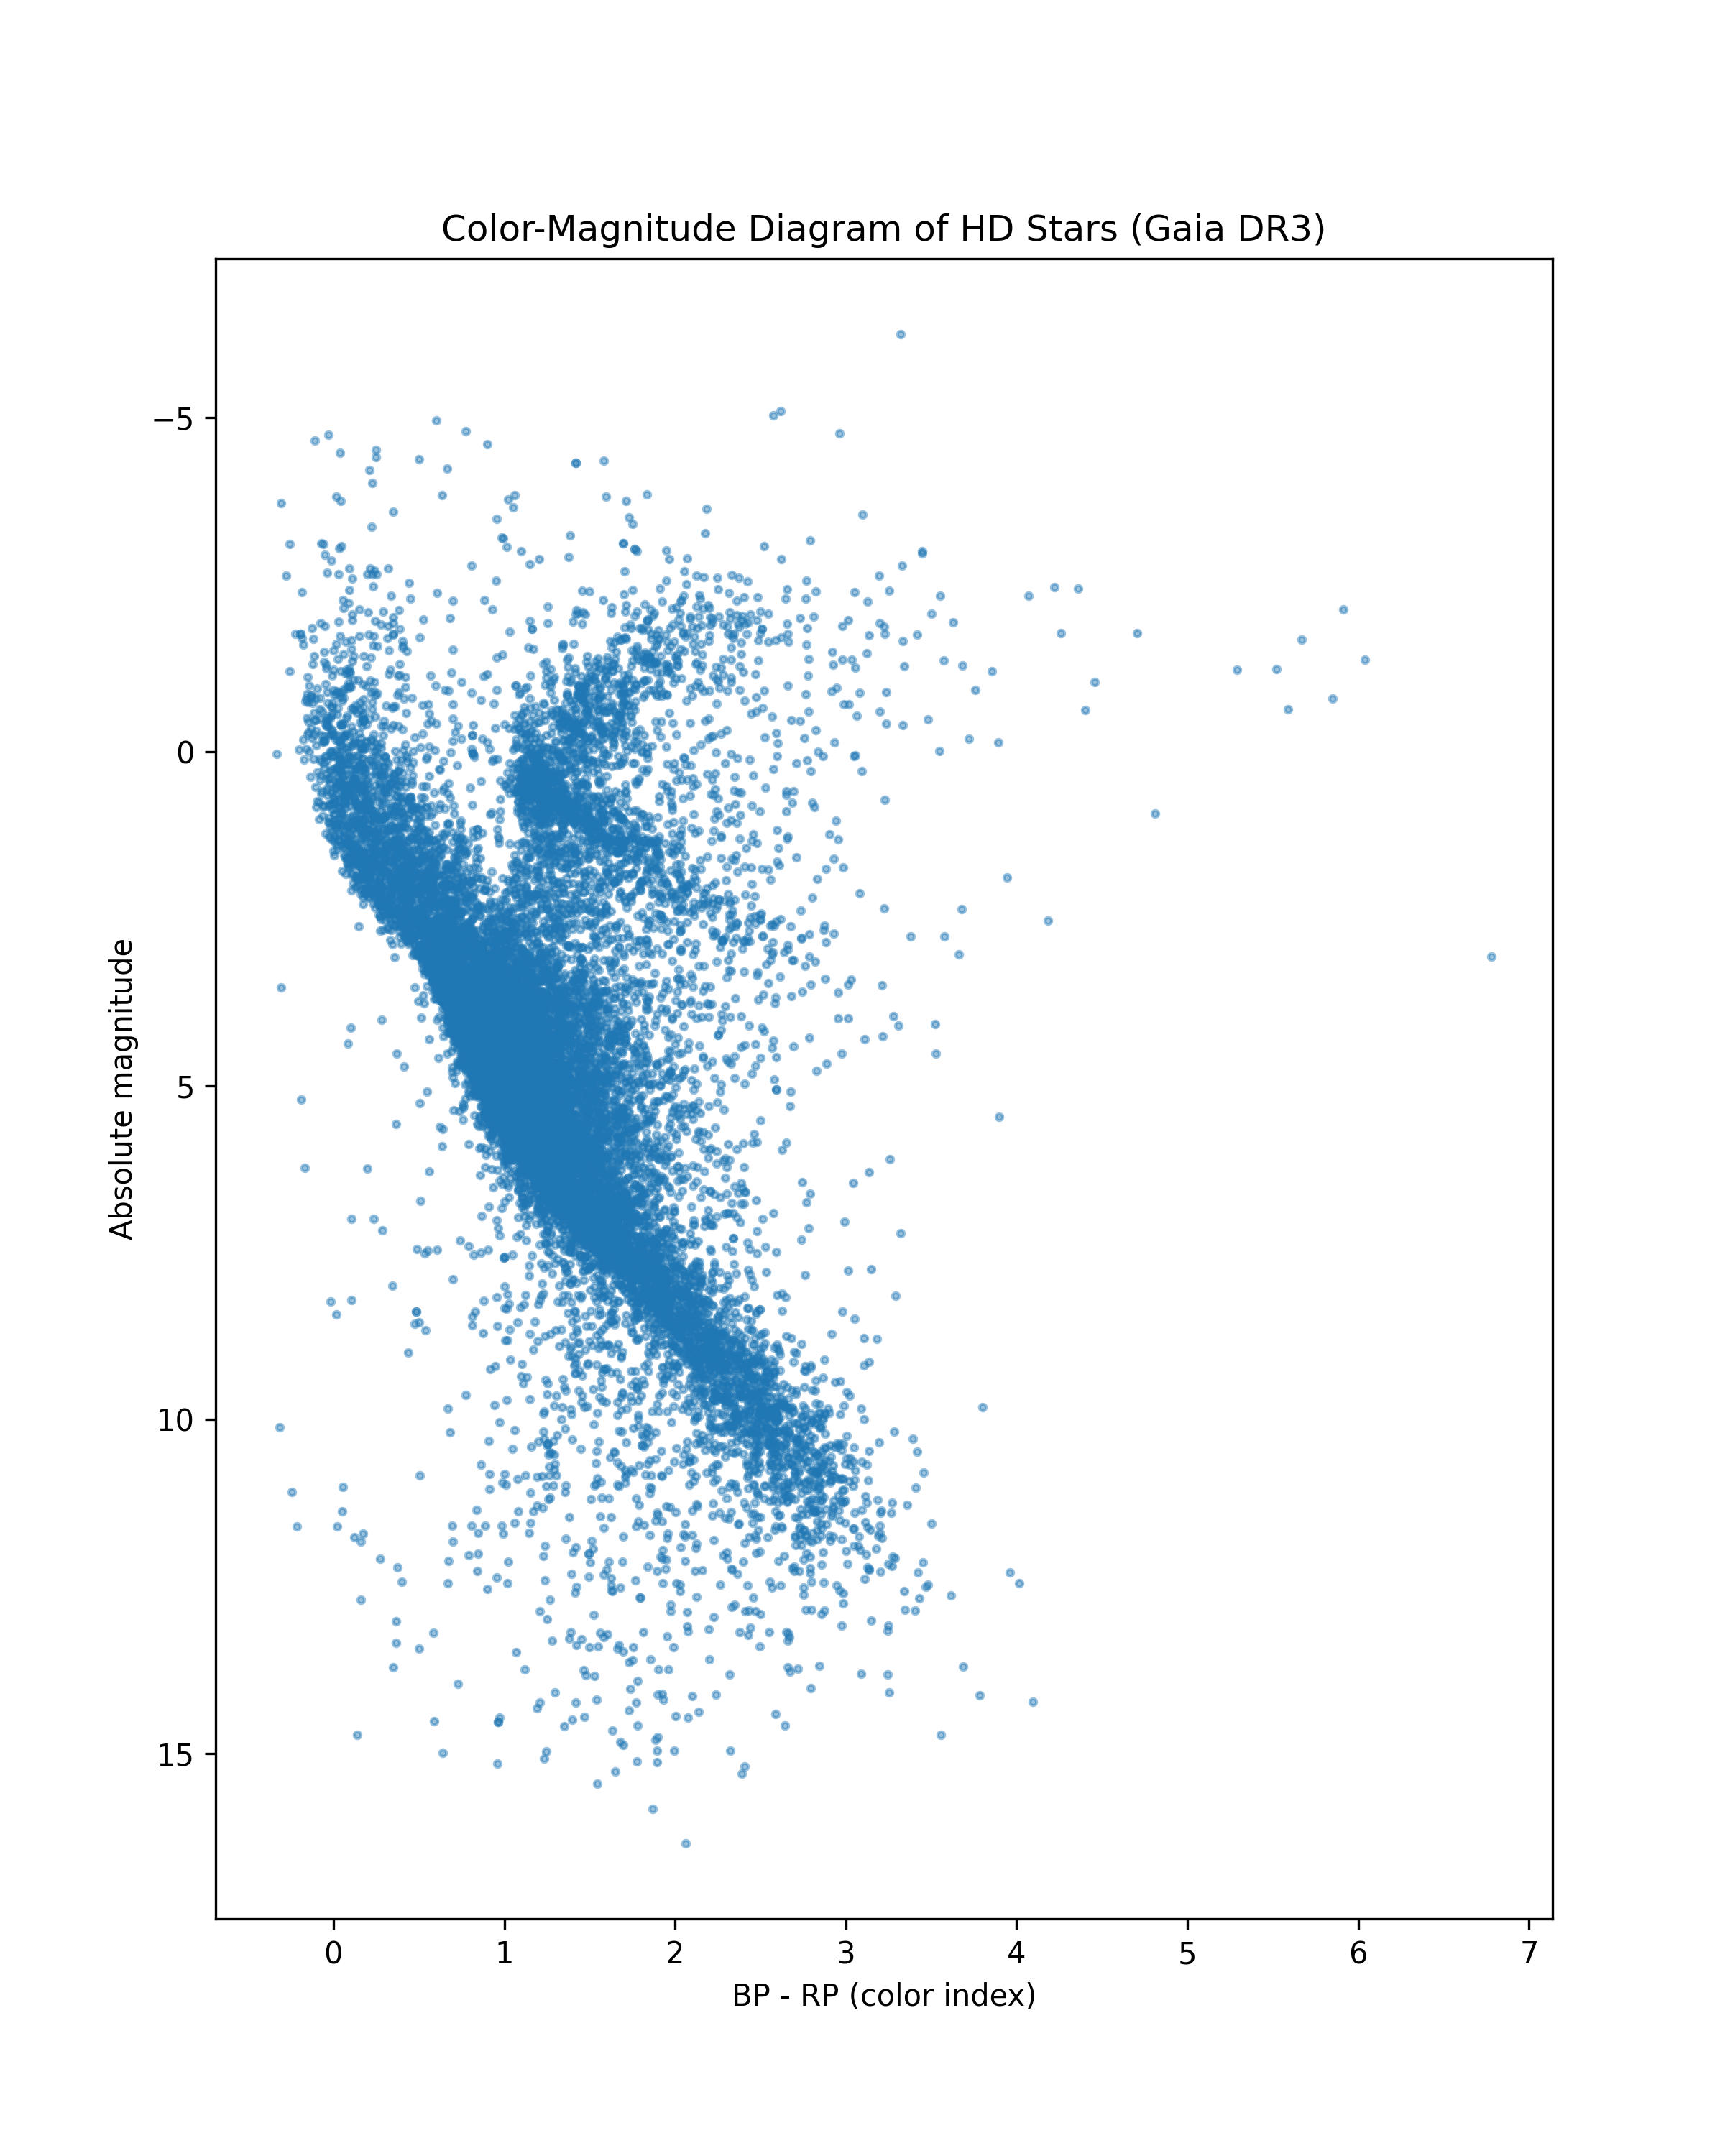 Color-Magnitude Diagram of HD Stars (Gaia DR3)
−5
0
5
10
15
Absolute magnitude
0 1 2 3 4 5 6 7
BP - RP (color index)